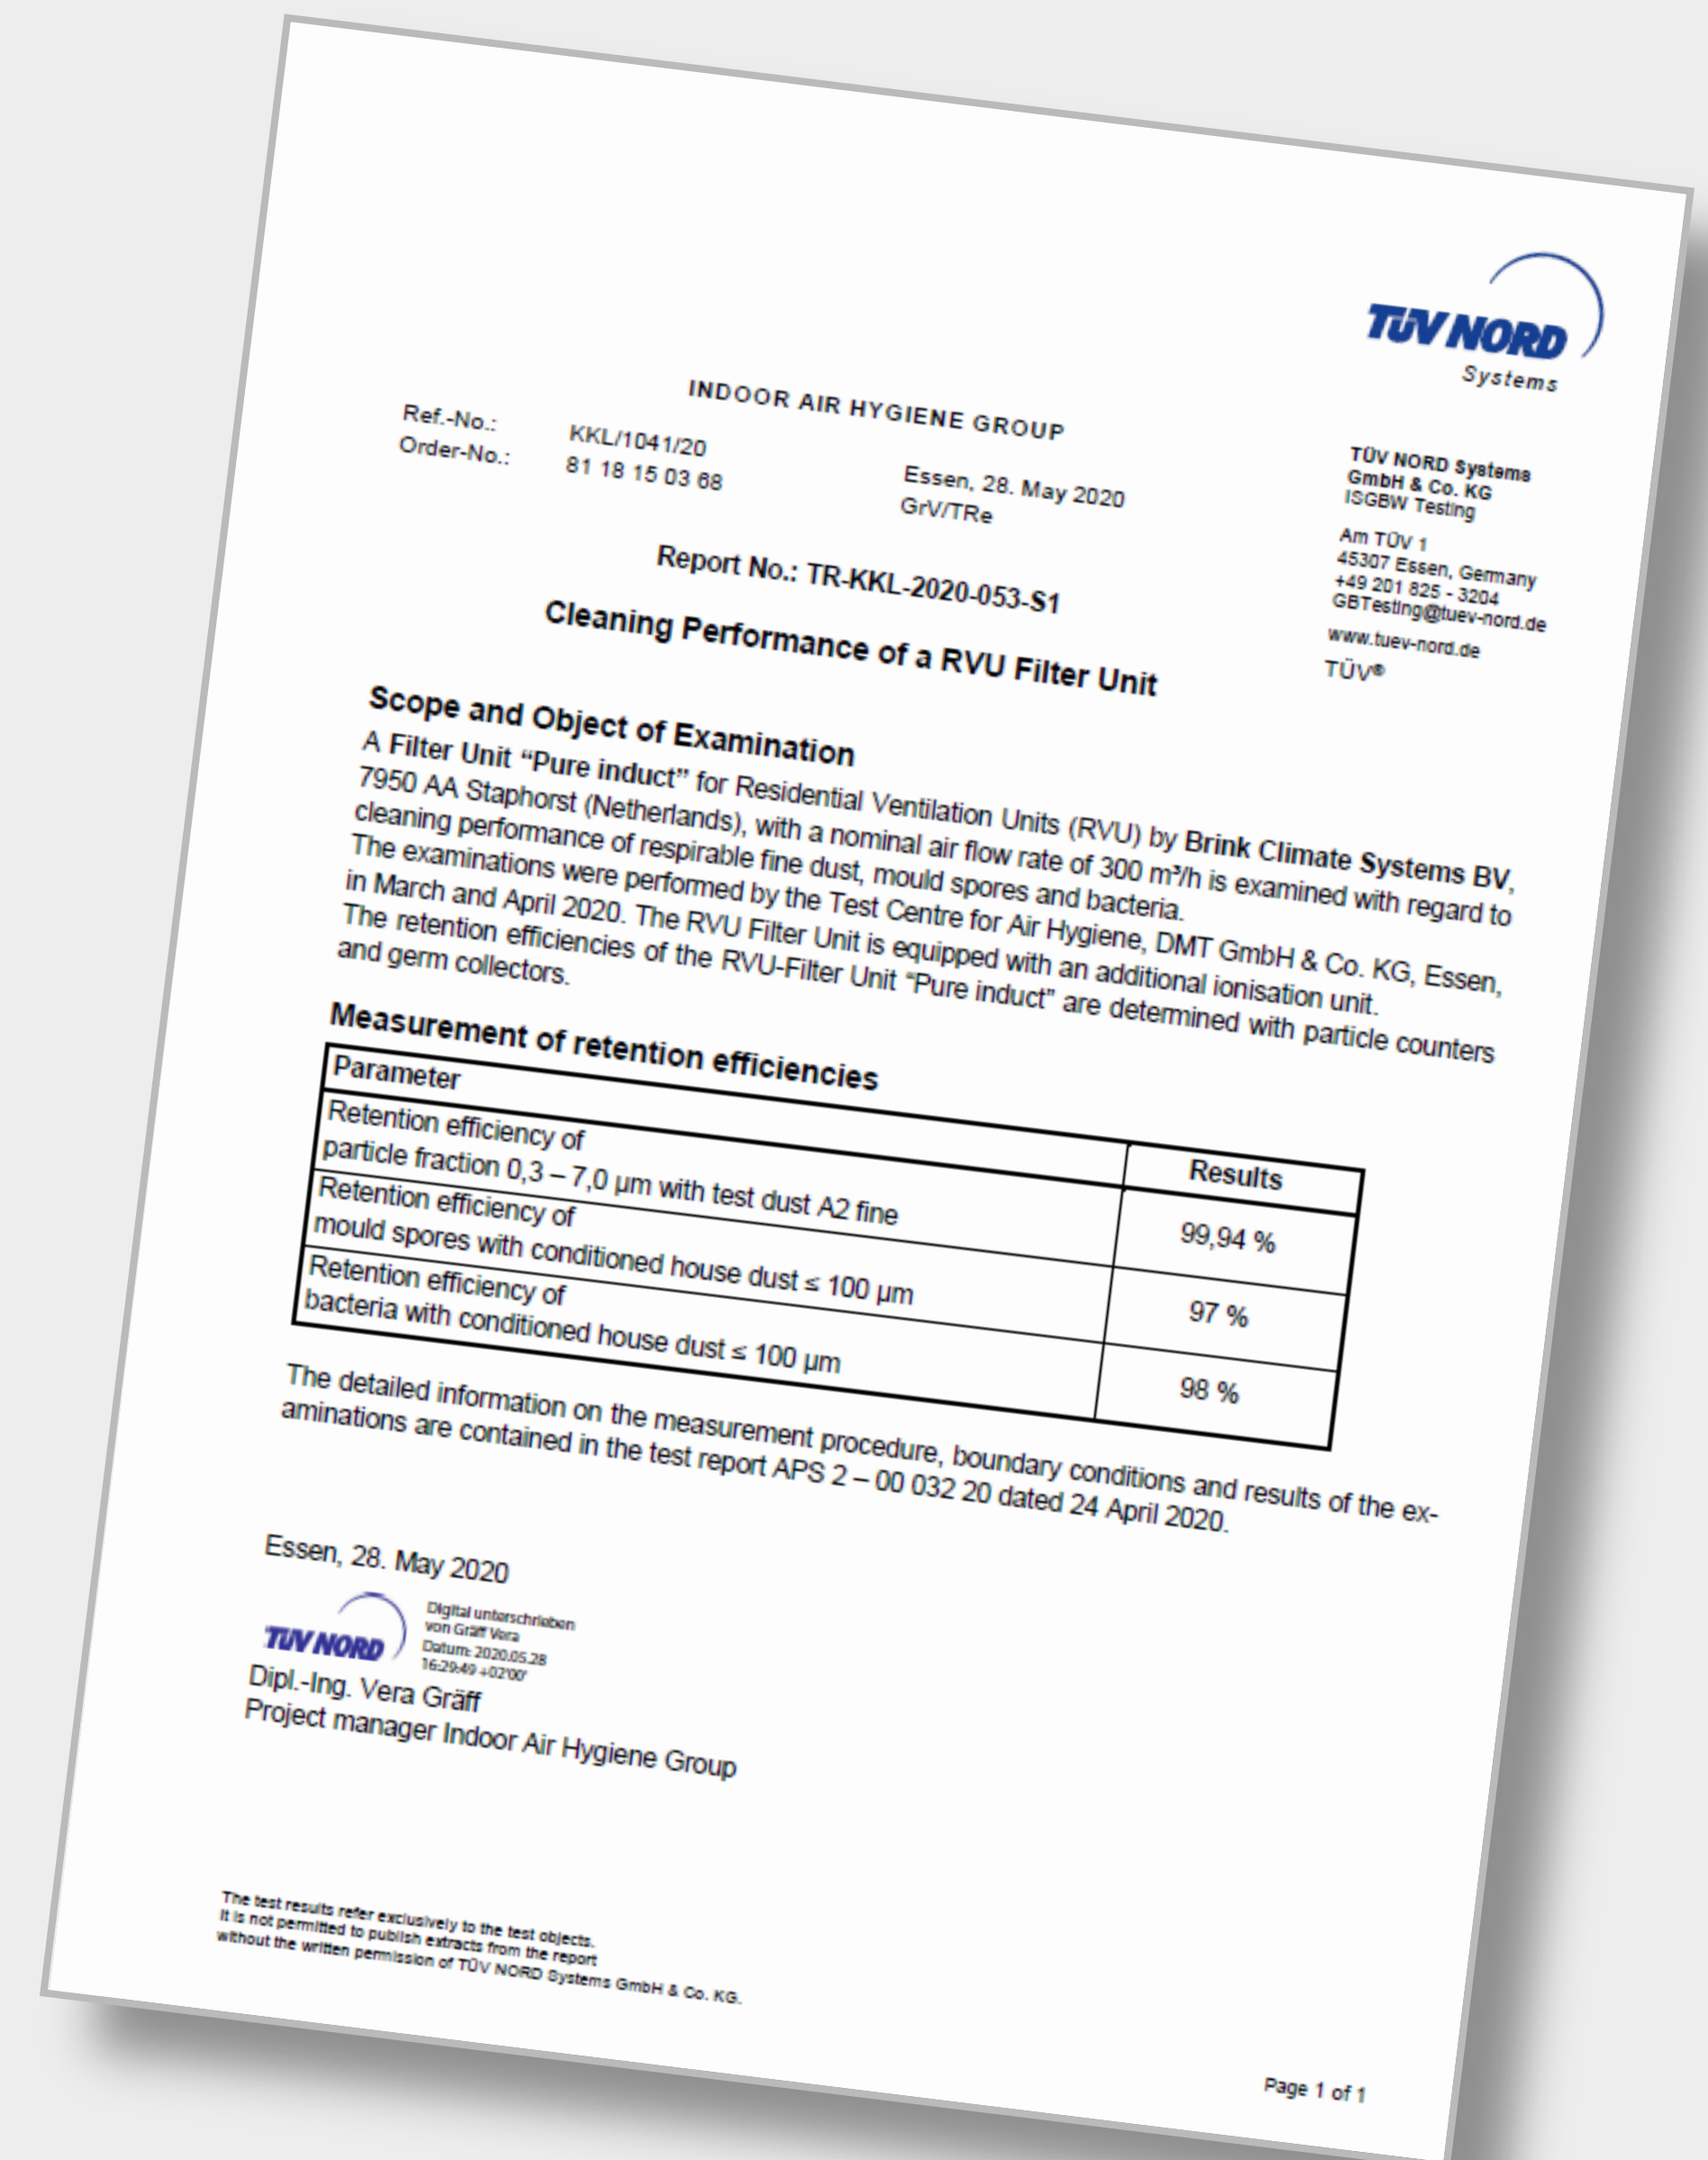 TÜV NORD
Systems
INDOOR AIR HYGIENE GROUP
Ref.-No.: KKL/1041/20
Order-No.: 81 18 15 03 68
Essen, 28. May 2020
GrV/TRe
TÜV NORD Systems
GmbH & Co. KG
ISGBW Testing
Am TÜV 1
45307 Essen, Germany
+49 201 825 - 3204
GBTesting@tuev-nord.de
www.tuev-nord.de
TÜV®
Report No.: TR-KKL-2020-053-S1
Cleaning Performance of a RVU Filter Unit
Scope and Object of Examination
A Filter Unit “Pure induct” for Residential Ventilation Units (RVU) by Brink Climate Systems BV,
7950 AA Staphorst (Netherlands), with a nominal air flow rate of 300 m³/h is examined with regard to
cleaning performance of respirable fine dust, mould spores and bacteria.
The examinations were performed by the Test Centre for Air Hygiene, DMT GmbH & Co. KG, Essen,
in March and April 2020. The RVU Filter Unit is equipped with an additional ionisation unit.
The retention efficiencies of the RVU-Filter Unit “Pure induct” are determined with particle counters
and germ collectors.
Measurement of retention efficiencies
Parameter Results
Retention efficiency of
particle fraction 0,3 – 7,0 µm with test dust A2 fine 99,94 %
Retention efficiency of
mould spores with conditioned house dust ≤ 100 µm 97 %
Retention efficiency of
bacteria with conditioned house dust ≤ 100 µm 98 %
The detailed information on the measurement procedure, boundary conditions and results of the ex-
aminations are contained in the test report APS 2 – 00 032 20 dated 24 April 2020.
Essen, 28. May 2020
TÜV NORD
Digital unterschrieben
von Gräff Vera
Datum: 2020.05.28
16:29:49 +02'00'
Dipl.-Ing. Vera Gräff
Project manager Indoor Air Hygiene Group
The test results refer exclusively to the test objects.
It is not permitted to publish extracts from the report
without the written permission of TÜV NORD Systems GmbH & Co. KG.
Page 1 of 1